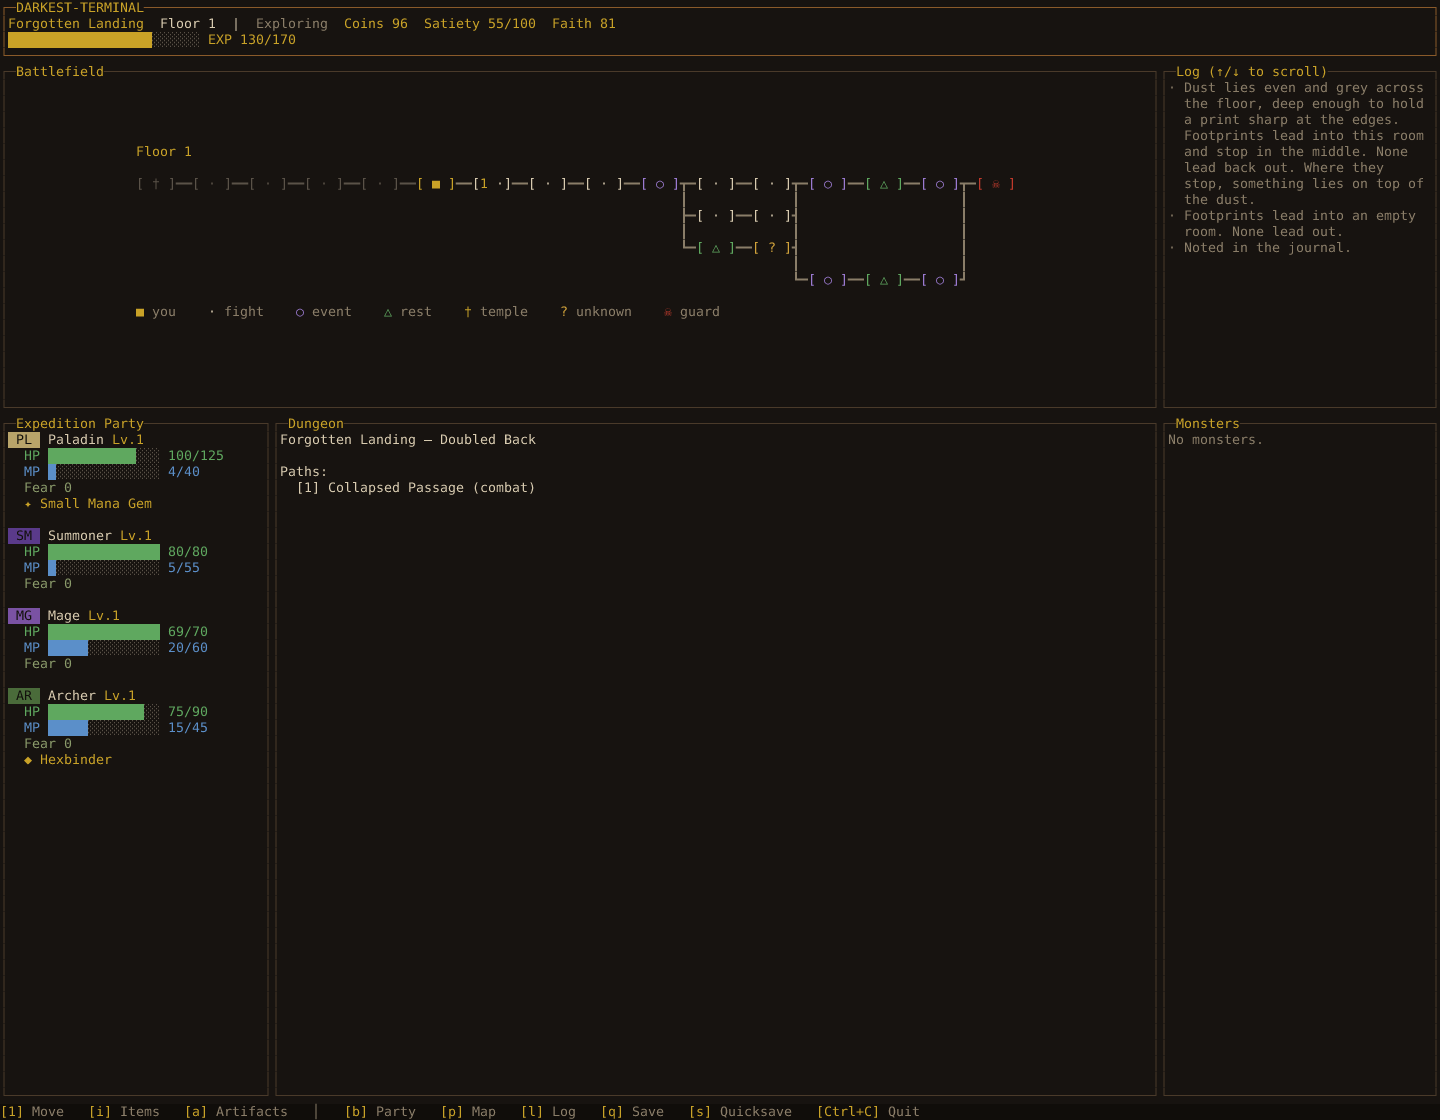 DARKEST-TERMINAL
Forgotten Landing  Floor 1  |  Exploring  Coins 96  Satiety 55/100  Faith 81
EXP 130/170
Battlefield
Floor 1
[ † ]──[ · ]──[ · ]──[ · ]──[ · ]──[ ■ ]──[1 ·]──[ · ]──[ · ]──[ ○ ]┬─[ · ]──[ · ]┬─[ ○ ]──[ △ ]──[ ○ ]┬─[ ☠ ]
├─[ · ]──[ · ]┤
└─[ △ ]──[ ? ]┤
└─[ ○ ]──[ △ ]──[ ○ ]┘
■ you    · fight    ○ event    △ rest    † temple    ? unknown    ☠ guard
Log (↑/↓ to scroll)
· Dust lies even and grey across
the floor, deep enough to hold
a print sharp at the edges.
Footprints lead into this room
and stop in the middle. None
lead back out. Where they
stop, something lies on top of
the dust.
· Footprints lead into an empty
room. None lead out.
· Noted in the journal.
Expedition Party
PL Paladin Lv.1
HP 100/125
MP 4/40
Fear 0
✦ Small Mana Gem
SM Summoner Lv.1
HP 80/80
MP 5/55
Fear 0
MG Mage Lv.1
HP 69/70
MP 20/60
Fear 0
AR Archer Lv.1
HP 75/90
MP 15/45
Fear 0
◆ Hexbinder
Dungeon
Forgotten Landing — Doubled Back
Paths:
[1] Collapsed Passage (combat)
Monsters
No monsters.
[1] Move   [i] Items   [a] Artifacts   │   [b] Party   [p] Map   [l] Log   [q] Save   [s] Quicksave   [Ctrl+C] Quit